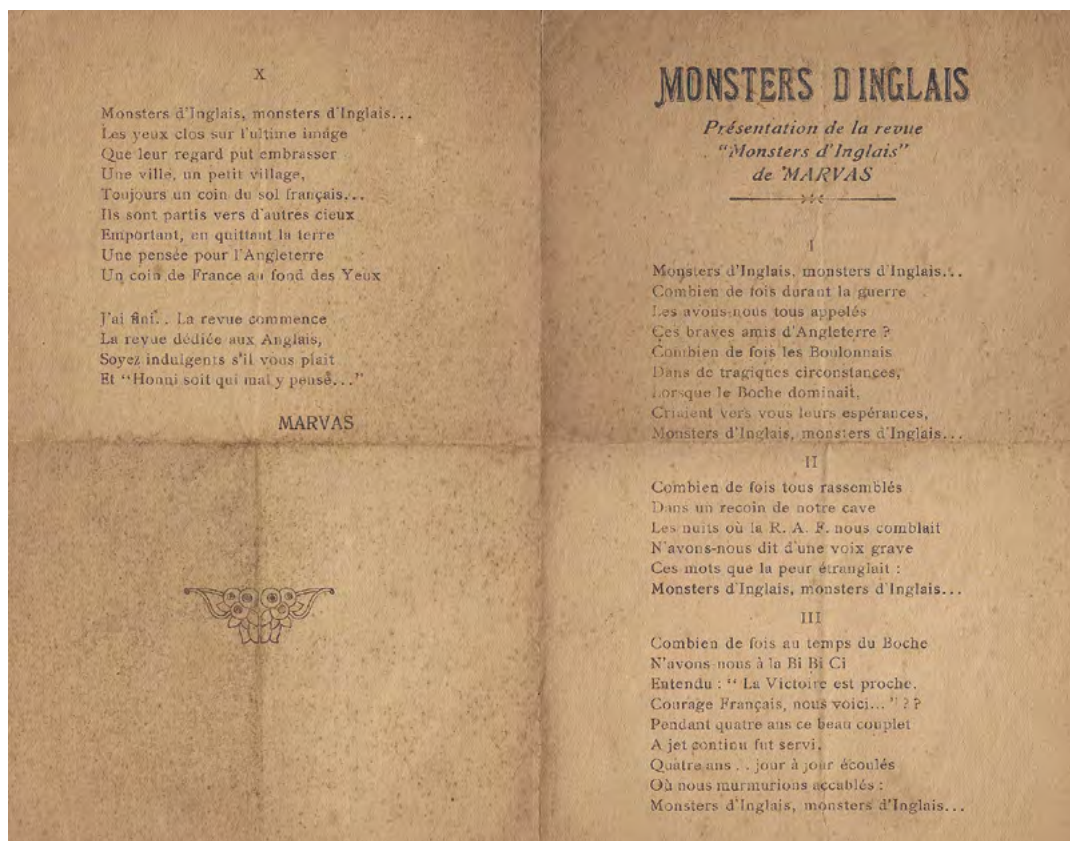 X
Monsters d'Inglais, monsters d'Inglais...
Les yeux clos sur l'ultime image
Que leur regard put embrasser
Une ville, un petit village,
Toujours un coin du sol français...
Ils sont partis vers d'autres cieux
Emportant, en quittant la terre
Une pensée pour l'Angleterre
Un coin de France au fond des Yeux
J'ai fini. . La revue commence
La revue dédiée aux Anglais,
Soyez indulgents s'il vous plait
Et "Honni soit qui mal y pense..."
MARVAS
MONSTERS D'INGLAIS
Présentation de la revue
"Monsters d'Inglais"
de MARVAS
I
Monsters d'Inglais, monsters d'Inglais...
Combien de fois durant la guerre
Les avons-nous tous appelés
Ces braves amis d'Angleterre ?
Combien de fois les Boulonnais
Dans de tragiques circonstances,
Lorsque le Boche dominait,
Criaient vers vous leurs espérances,
Monsters d'Inglais, monsters d'Inglais...
II
Combien de fois tous rassemblés
Dans un recoin de notre cave
Les nuits où la R. A. F. nous comblait
N'avons-nous dit d'une voix grave
Ces mots que la peur étranglait :
Monsters d'Inglais, monsters d'Inglais...
III
Combien de fois au temps du Boche
N'avons-nous à la Bi Bi Ci
Entendu : " La Victoire est proche.
Courage Français, nous voici... " ? ?
Pendant quatre ans ce beau couplet
A jet continu fut servi.
Quatre ans . . jour à jour écoulés
Où nous murmurions accablés :
Monsters d'Inglais, monsters d'Inglais...